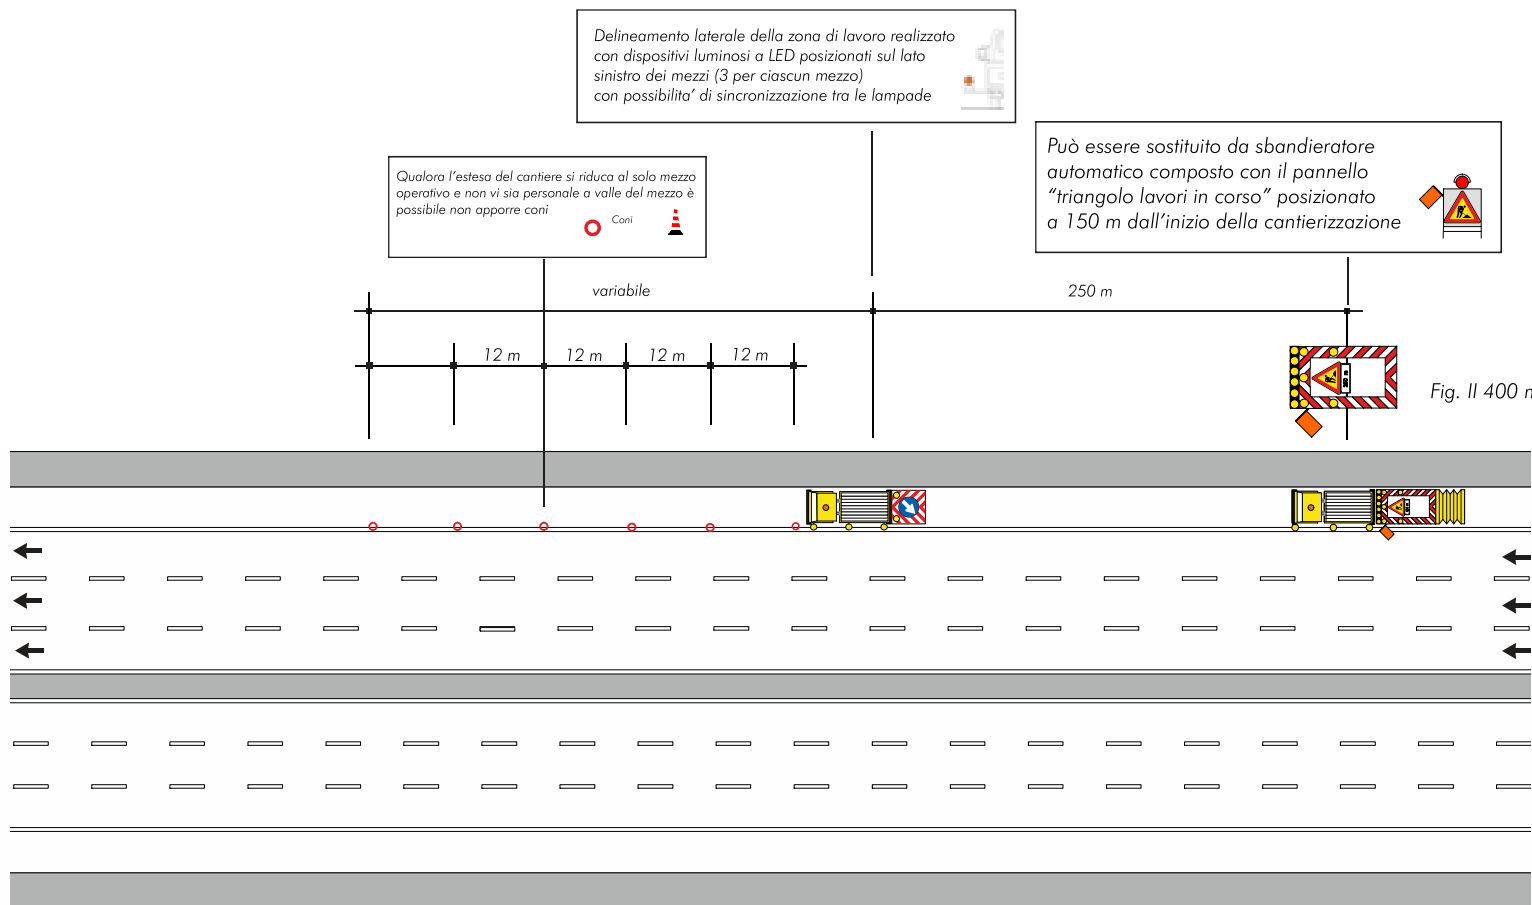 Delineamento laterale della zona di lavoro realizzato
con dispositivi luminosi a LED posizionati sul lato
sinistro dei mezzi (3 per ciascun mezzo)
con possibilita' di sincronizzazione tra le lampade
Può essere sostituito da sbandieratore
automatico composto con il pannello
“triangolo lavori in corso” posizionato
a 150 m dall'inizio della cantierizzazione
Qualora l'estesa del cantiere si riduca al solo mezzo
operativo e non vi sia personale a valle del mezzo è
possibile non apporre coni
Coni
variabile
250 m
12 m
12 m
12 m
12 m
Fig. II 400